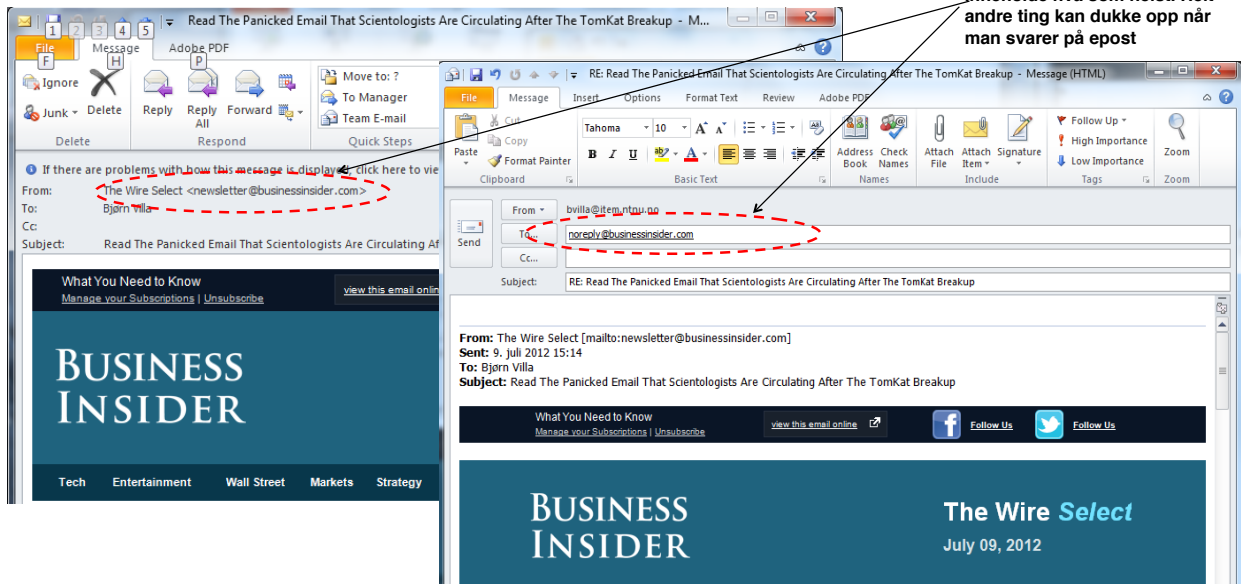 andre ting kan dukke opp når
man svarer på epost
Read The Panicked Email That Scientologists Are Circulating After The TomKat Breakup - M...
1 2 3 4 5
File Message Adobe PDF
F H P
Ignore
Junk
Delete
Reply
Reply All
Forward
Move to: ?
To Manager
Team E-mail
Delete Respond Quick Steps
If there are problems with how this message is displayed, click here to vie
From: The Wire Select <newsletter@businessinsider.com>
To: Bjørn Villa
Cc:
Subject: Read The Panicked Email That Scientologists Are Circulating Af
What You Need to Know
Manage your Subscriptions | Unsubscribe
view this email onlin
BUSINESS
INSIDER
Tech Entertainment Wall Street Markets Strategy
RE: Read The Panicked Email That Scientologists Are Circulating After The TomKat Breakup - Message (HTML)
File Message Insert Options Format Text Review Adobe PDF
Paste
Cut
Copy
Format Painter
Tahoma 10
B I U
Address Book
Check Names
Attach File
Attach Item
Signature
Follow Up
High Importance
Low Importance
Zoom
Clipboard Basic Text Names Include Tags Zoom
Send
From bvilla@item.ntnu.no
To... noreply@businessinsider.com
Cc...
Subject: RE: Read The Panicked Email That Scientologists Are Circulating After The TomKat Breakup
From: The Wire Select [mailto:newsletter@businessinsider.com]
Sent: 9. juli 2012 15:14
To: Bjørn Villa
Subject: Read The Panicked Email That Scientologists Are Circulating After The TomKat Breakup
What You Need to Know
Manage your Subscriptions | Unsubscribe
view this email online
Follow Us
Follow Us
BUSINESS
INSIDER
The Wire Select
July 09, 2012